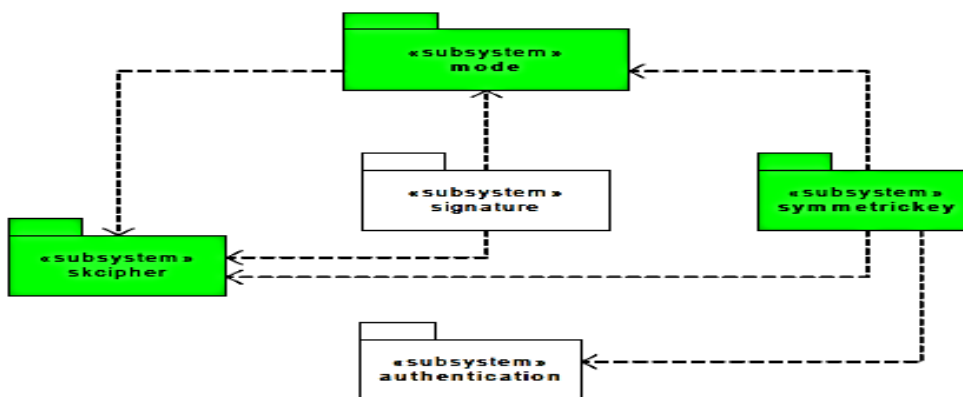 «subsystem»
mode
«subsystem»
signature
«subsystem»
symmetrickey
«subsystem»
skcipher
«subsystem»
authentication